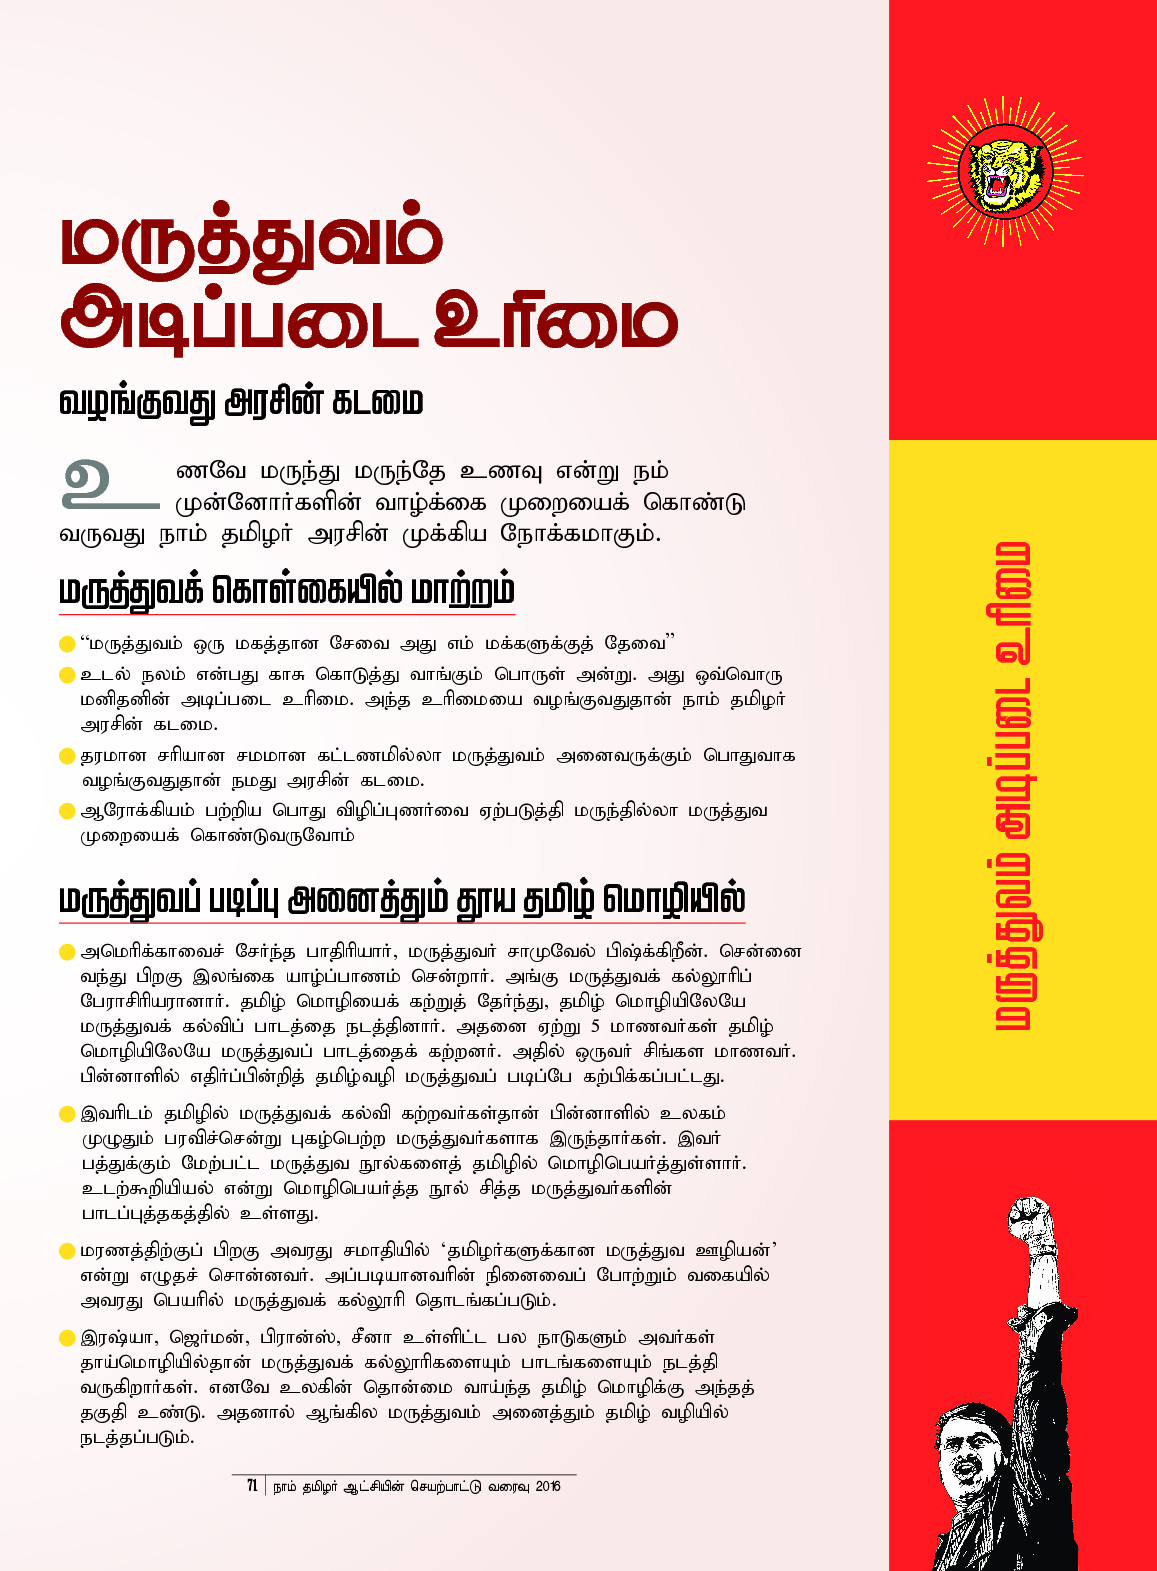 மருத்துவம்
அடிப்படை உரிமை
வழங்குவது அரசின் கடமை
உணவே மருந்து மருந்தே உணவு என்று நம்
முன்னோர்களின் வாழ்க்கை முறையைக் கொண்டு
வருவது நாம் தமிழர் அரசின் முக்கிய நோக்கமாகும்.
மருத்துவக் கொள்கையில் மாற்றம்
“மருத்துவம் ஒரு மகத்தான சேவை அது எம் மக்களுக்குத் தேவை”
உடல் நலம் என்பது காசு கொடுத்து வாங்கும் பொருள் அன்று. அது ஒவ்வொரு
மனிதனின் அடிப்படை உரிமை. அந்த உரிமையை வழங்குவதுதான் நாம் தமிழர்
அரசின் கடமை.
தரமான சரியான சமமான கட்டணமில்லா மருத்துவம் அனைவருக்கும் பொதுவாக
வழங்குவதுதான் நமது அரசின் கடமை.
ஆரோக்கியம் பற்றிய பொது விழிப்புணர்வை ஏற்படுத்தி மருந்தில்லா மருத்துவ
முறையைக் கொண்டுவருவோம்
மருத்துவப் படிப்பு அனைத்தும் தூய தமிழ் மொழியில்
அமெரிக்காவைச் சேர்ந்த பாதிரியார், மருத்துவர் சாமுவேல் பிஷ்க்கிறீன். சென்னை
வந்து பிறகு இலங்கை யாழ்ப்பாணம் சென்றார். அங்கு மருத்துவக் கல்லூரிப்
பேராசிரியரானார். தமிழ் மொழியைக் கற்றுத் தேர்ந்து, தமிழ் மொழியிலேயே
மருத்துவக் கல்விப் பாடத்தை நடத்தினார். அதனை ஏற்று 5 மாணவர்கள் தமிழ்
மொழியிலேயே மருத்துவப் பாடத்தைக் கற்றனர். அதில் ஒருவர் சிங்கள மாணவர்.
பின்னாளில் எதிர்ப்பின்றித் தமிழ்வழி மருத்துவப் படிப்பே கற்பிக்கப்பட்டது.
இவரிடம் தமிழில் மருத்துவக் கல்வி கற்றவர்கள்தான் பின்னாளில் உலகம்
முழுதும் பரவிச்சென்று புகழ்பெற்ற மருத்துவர்களாக இருந்தார்கள். இவர்
பத்துக்கும் மேற்பட்ட மருத்துவ நூல்களைத் தமிழில் மொழிபெயர்த்துள்ளார்.
உடற்கூறியியல் என்று மொழிபெயர்த்த நூல் சித்த மருத்துவர்களின்
பாடப்புத்தகத்தில் உள்ளது.
மரணத்திற்குப் பிறகு அவரது சமாதியில் ‘தமிழர்களுக்கான மருத்துவ ஊழியன்’
என்று எழுதச் சொன்னவர். அப்படியானவரின் நினைவைப் போற்றும் வகையில்
அவரது பெயரில் மருத்துவக் கல்லூரி தொடங்கப்படும்.
இரஷ்யா, ஜெர்மன், பிரான்ஸ், சீனா உள்ளிட்ட பல நாடுகளும் அவர்கள்
தாய்மொழியில்தான் மருத்துவக் கல்லூரிகளையும் பாடங்களையும் நடத்தி
வருகிறார்கள். எனவே உலகின் தொன்மை வாய்ந்த தமிழ் மொழிக்கு அந்தத்
தகுதி உண்டு. அதனால் ஆங்கில மருத்துவம் அனைத்தும் தமிழ் வழியில்
நடத்தப்படும்.
71 நாம் தமிழர் ஆட்சியின் செயற்பாட்டு வரைவு 2016
மருத்துவம் அடிப்படை உரிமை